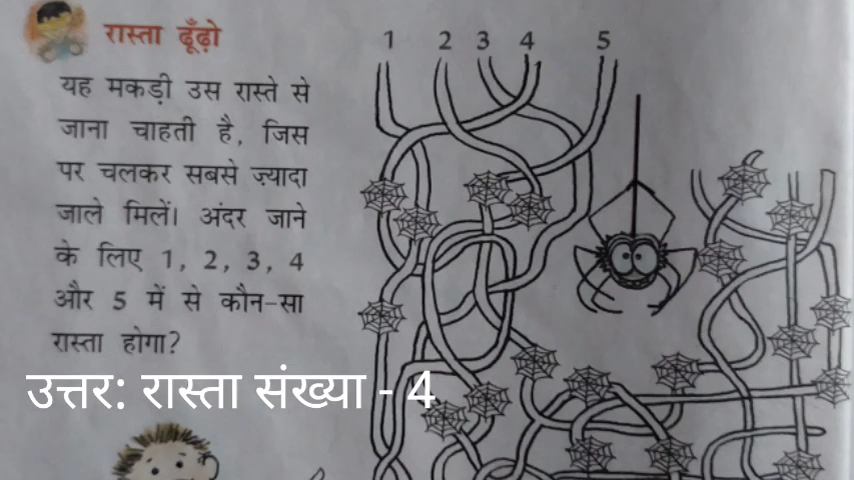 रास्ता ढूँढ़ो
1 2 3 4 5
यह मकड़ी उस रास्ते से
जाना चाहती है, जिस
पर चलकर सबसे ज़्यादा
जाले मिलें। अंदर जाने
के लिए 1, 2, 3, 4
और 5 में से कौन-सा
रास्ता होगा?
उत्तर: रास्ता संख्या - 4